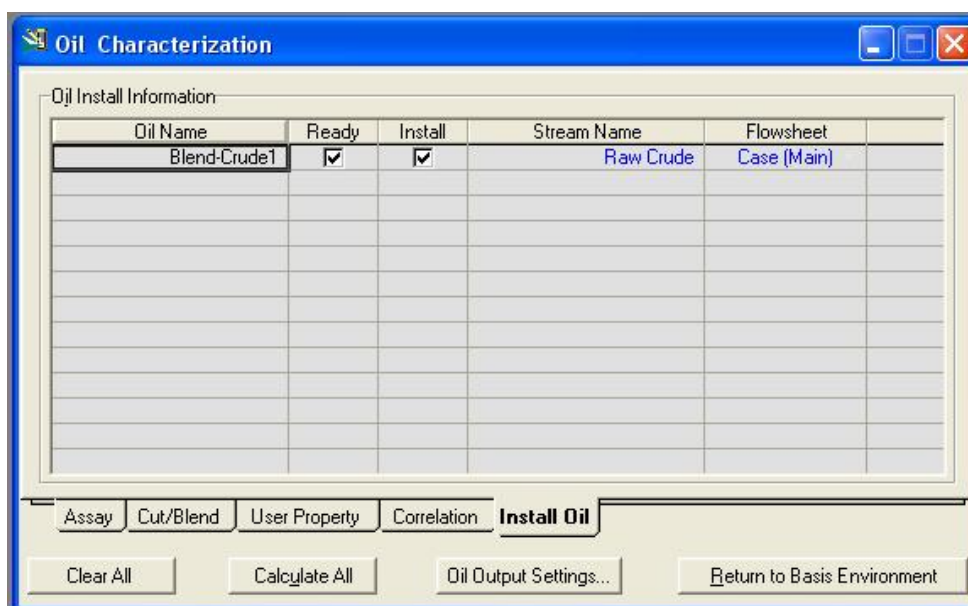 Oil Characterization
Oil Install Information
Oil Name Ready Install Stream Name Flowsheet
Blend-Crude1 Raw Crude Case (Main)
Assay Cut/Blend User Property Correlation Install Oil
Clear All Calculate All Oil Output Settings... Return to Basis Environment